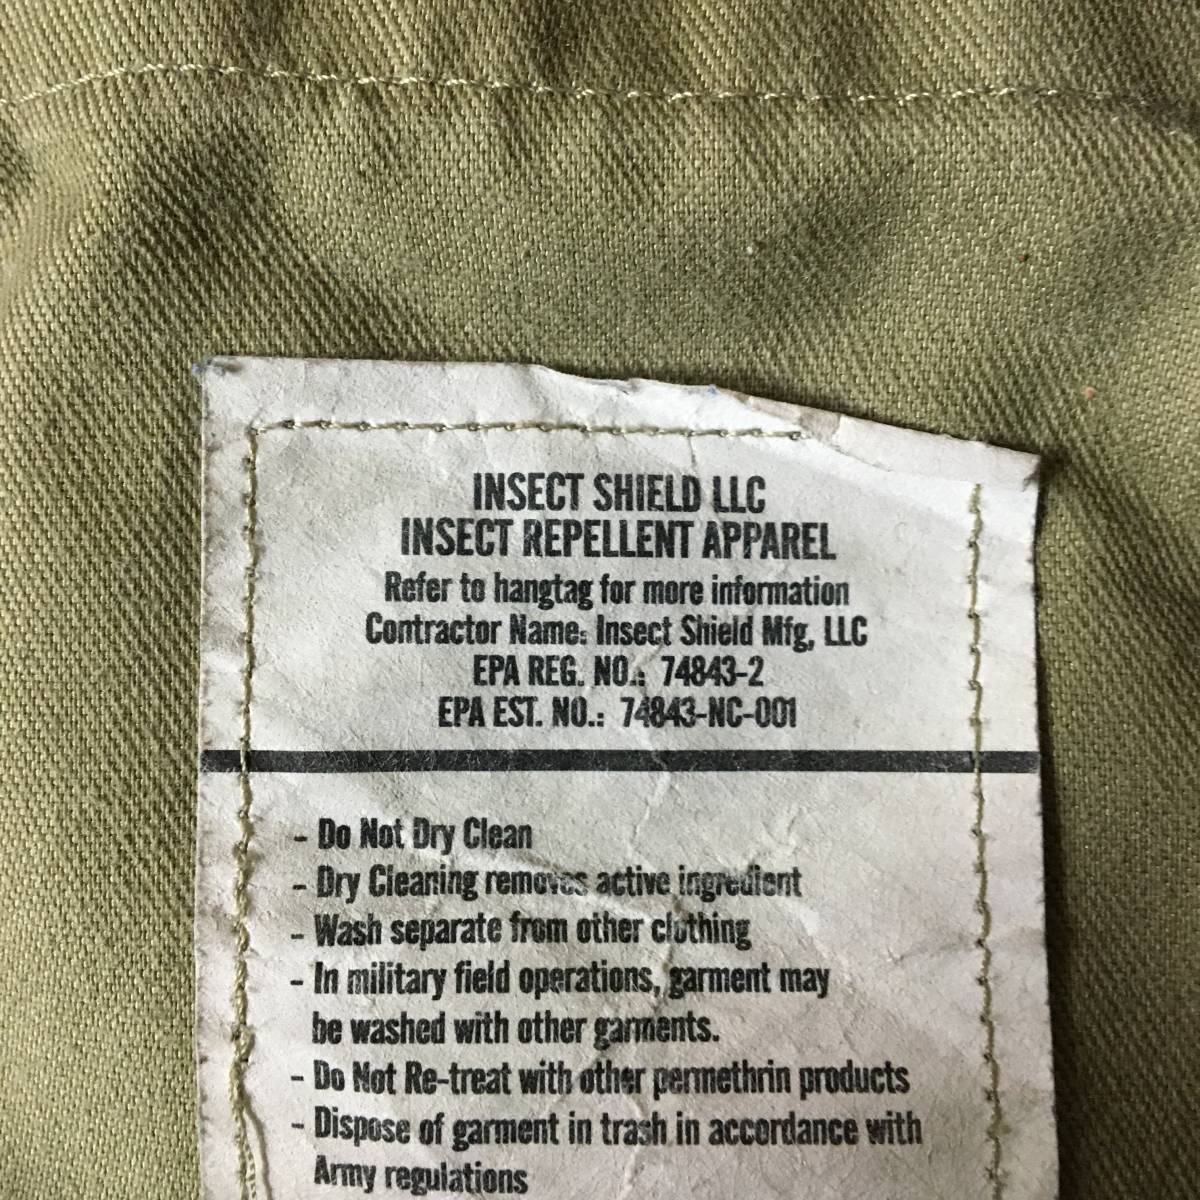 INSECT SHIELD LLC
INSECT REPELLENT APPAREL
Refer to hangtag for more information
Contractor Name: Insect Shield Mfg, LLC
EPA REG. NO.: 74843-2
EPA EST. NO.: 74843-NC-001
- Do Not Dry Clean
- Dry Cleaning removes active ingredient
- Wash separate from other clothing
- In military field operations, garment may
be washed with other garments.
- Do Not Re-treat with other permethrin products
- Dispose of garment in trash in accordance with
Army regulations